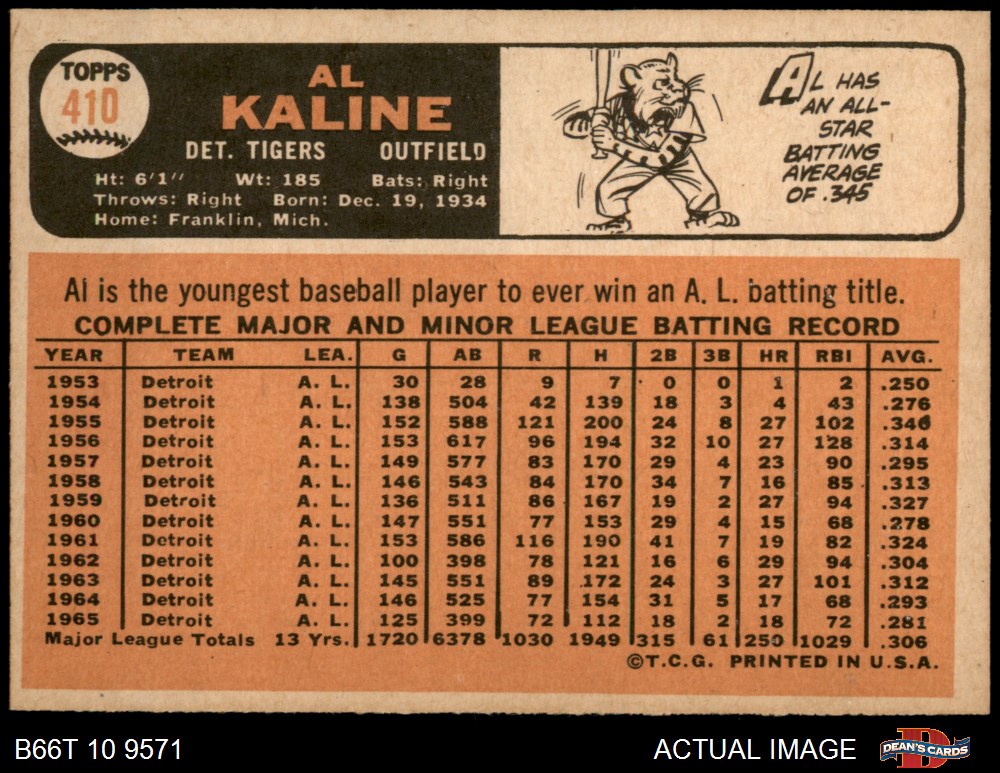 TOPPS
410
AL
KALINE
DET. TIGERS OUTFIELD
Ht: 6'1" Wt: 185 Bats: Right
Throws: Right Born: Dec. 19, 1934
Home: Franklin, Mich.
AL HAS
AN ALL-
STAR
BATTING
AVERAGE
OF .345
Al is the youngest baseball player to ever win an A. L. batting title.
COMPLETE MAJOR AND MINOR LEAGUE BATTING RECORD
YEAR TEAM LEA. G AB R H 2B 3B HR RBI AVG.
1953 Detroit A. L. 30 28 9 7 0 0 1 2 .250
1954 Detroit A. L. 138 504 42 139 18 3 4 43 .276
1955 Detroit A. L. 152 588 121 200 24 8 27 102 .340
1956 Detroit A. L. 153 617 96 194 32 10 27 128 .314
1957 Detroit A. L. 149 577 83 170 29 4 23 90 .295
1958 Detroit A. L. 146 543 84 170 34 7 16 85 .313
1959 Detroit A. L. 136 511 86 167 19 2 27 94 .327
1960 Detroit A. L. 147 551 77 153 29 4 15 68 .278
1961 Detroit A. L. 153 586 116 190 41 7 19 82 .324
1962 Detroit A. L. 100 398 78 121 16 6 29 94 .304
1963 Detroit A. L. 145 551 89 172 24 3 27 101 .312
1964 Detroit A. L. 146 525 77 154 31 5 17 68 .293
1965 Detroit A. L. 125 399 72 112 18 2 18 72 .281
Major League Totals 13 Yrs. 1720 6378 1030 1949 315 61 250 1029 .306
©T.C.G. PRINTED IN U.S.A.
B66T 10 9571 ACTUAL IMAGE DEAN'S CARDS